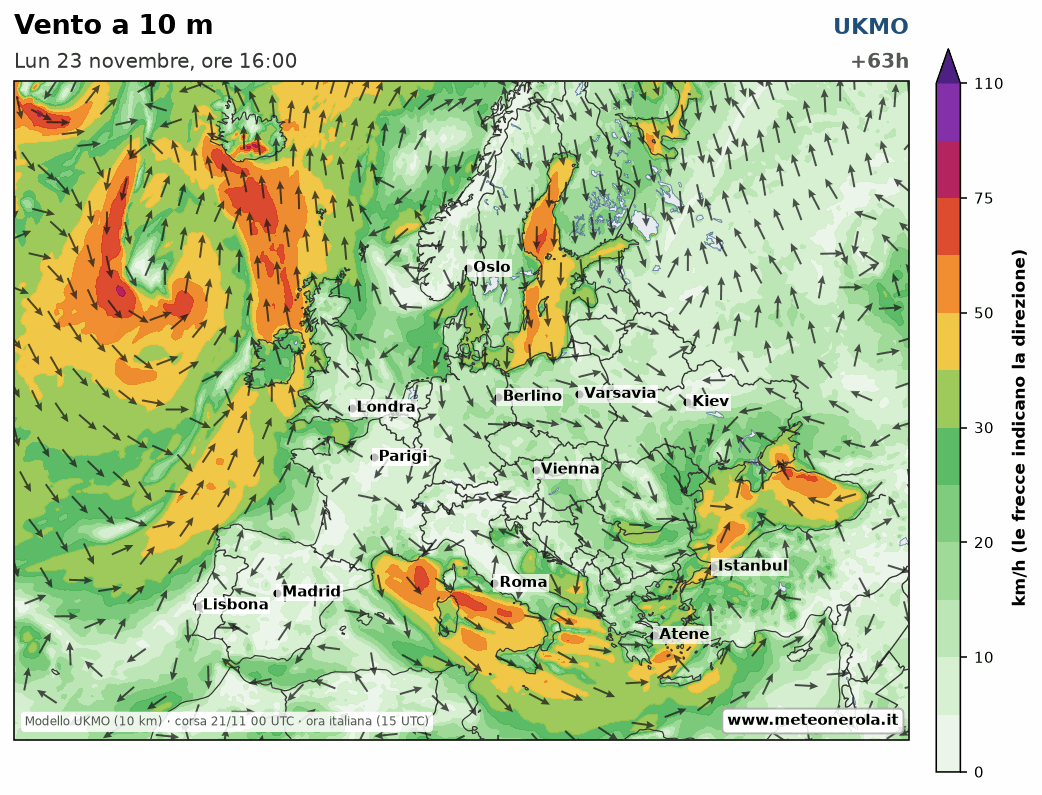 Vento a 10 m
UKMO
Lun 23 novembre, ore 16:00
+63h
110
75
50
30
20
10
0
km/h (le frecce indicano la direzione)
Oslo
Londra
Berlino
Varsavia
Kiev
Parigi
Vienna
Istanbul
Roma
Madrid
Lisbona
Atene
Modello UKMO (10 km) · corsa 21/11 00 UTC · ora italiana (15 UTC)
www.meteonerola.it